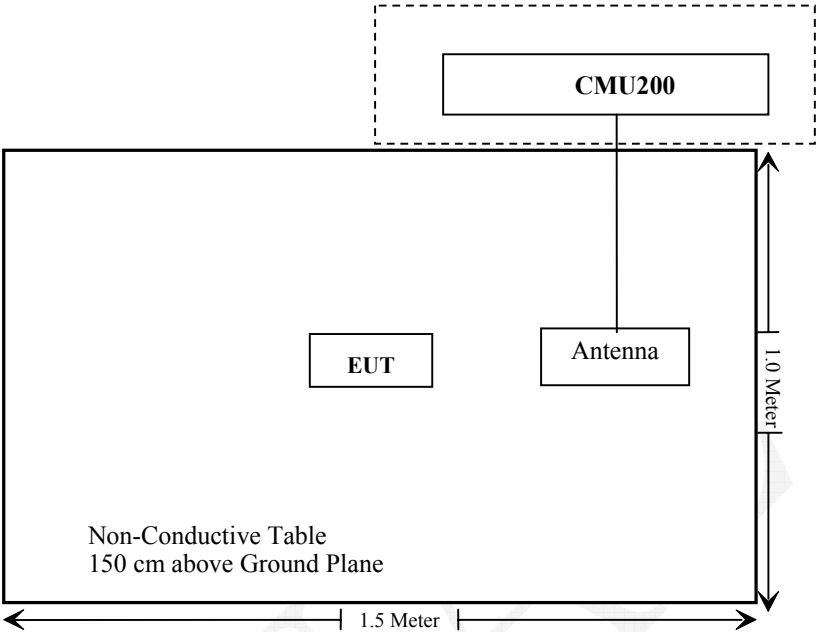 CMU200
Antenna
EUT
1.0 Meter
Non-Conductive Table
150 cm above Ground Plane
1.5 Meter